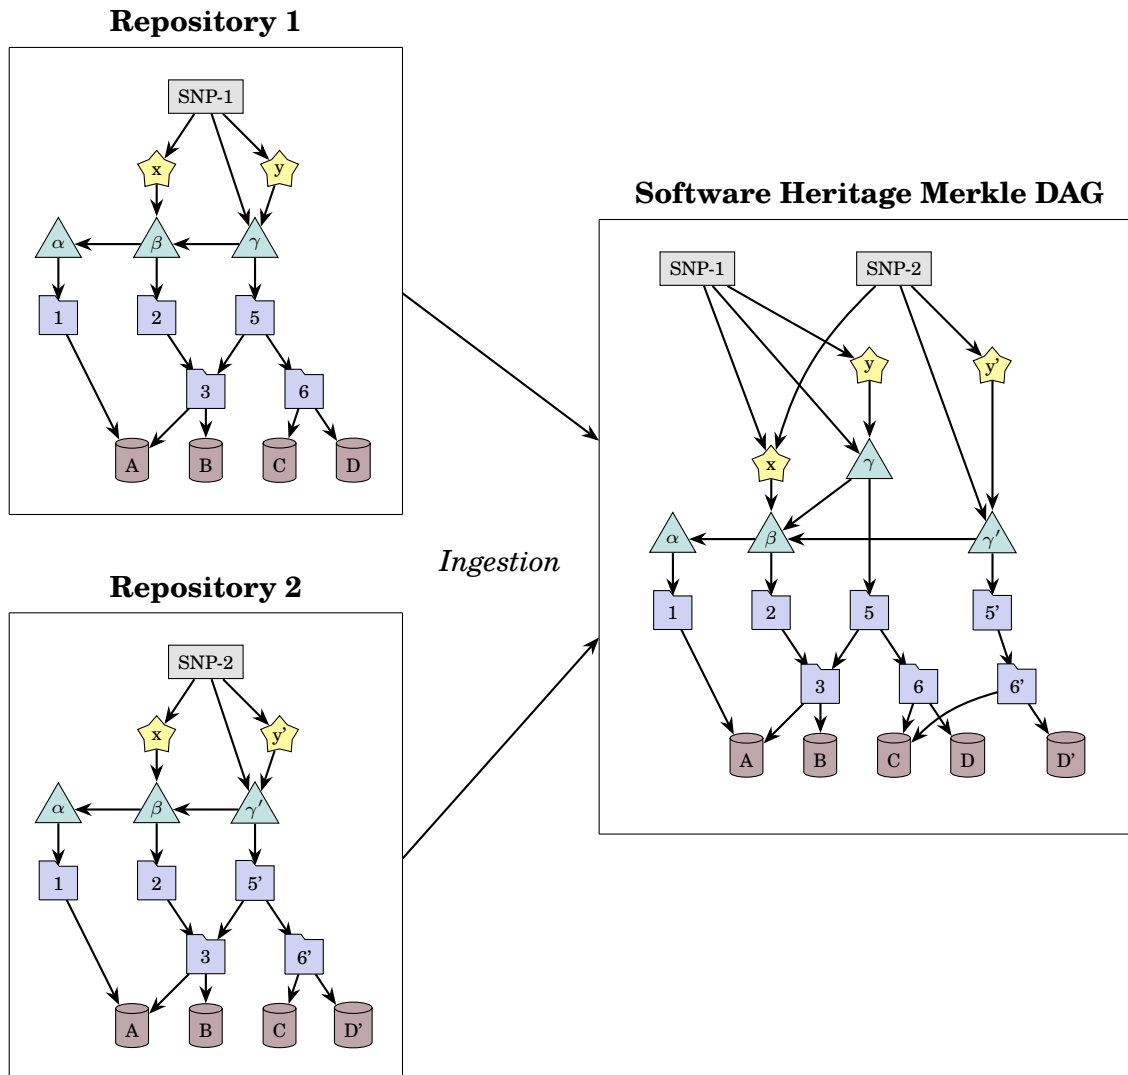 Repository 1
SNP-1
x y
α β γ
1 2 5
3 6
A B C D
Ingestion
Repository 2
SNP-2
x y'
α β γ′
1 2 5'
3 6'
A B C D'
Software Heritage Merkle DAG
SNP-1 SNP-2
y y'
x γ
α β γ′
1 2 5 5'
3 6 6'
A B C D D'